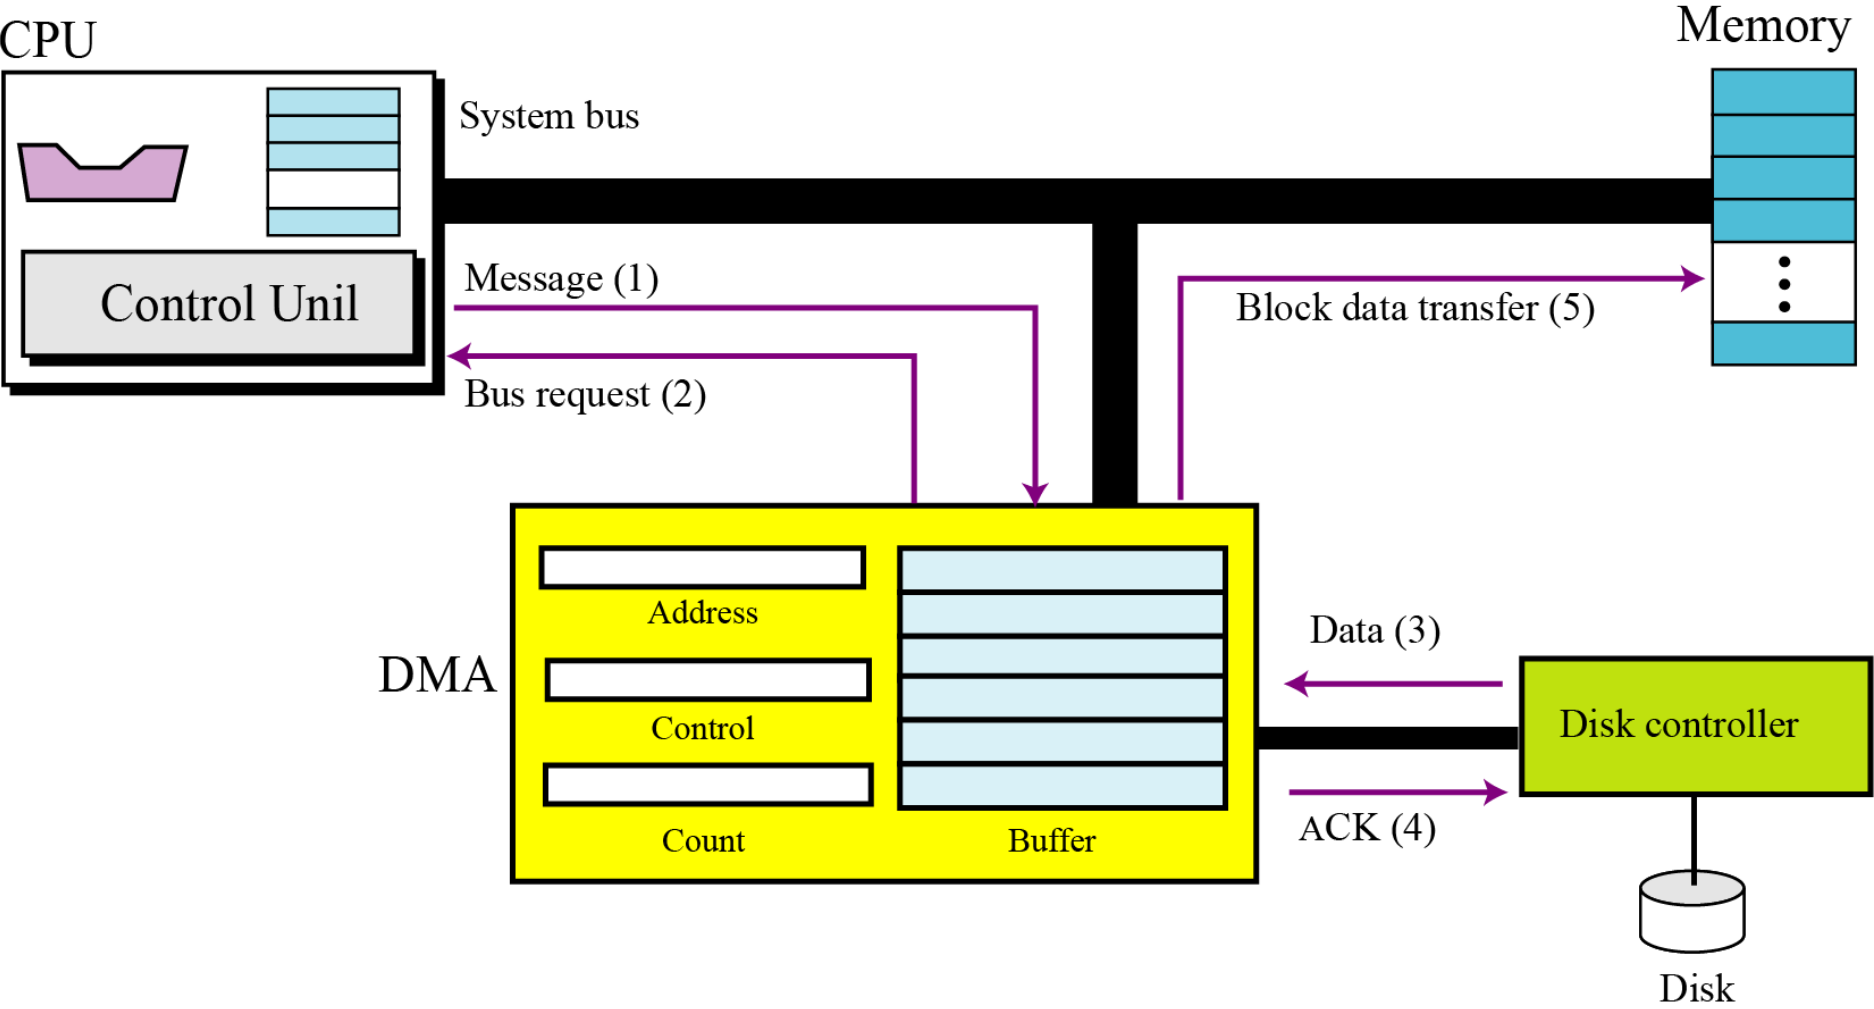 CPU
Memory
System bus
Control Unil
Message (1)
Block data transfer (5)
Bus request (2)
Address
Data (3)
DMA
Control
Disk controller
Count
Buffer
ACK (4)
Disk